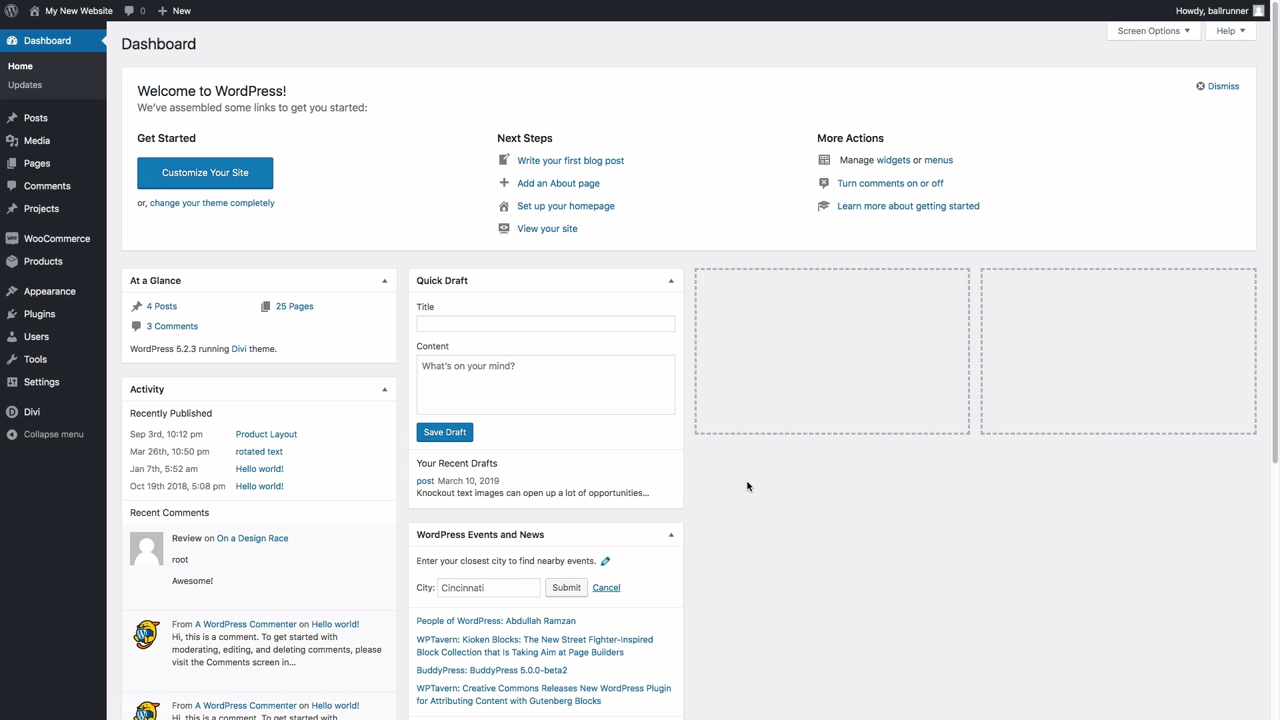 My New Website
0
New
Howdy, ballrunner
Dashboard
Home
Updates
Posts
Media
Pages
Comments
Projects
WooCommerce
Products
Appearance
Plugins
Users
Tools
Settings
Divi
Collapse menu
Dashboard
Screen Options
Help
Welcome to WordPress!
We've assembled some links to get you started:
Dismiss
Get Started
Customize Your Site
or, change your theme completely
Next Steps
Write your first blog post
Add an About page
Set up your homepage
View your site
More Actions
Manage widgets or menus
Turn comments on or off
Learn more about getting started
At a Glance
4 Posts
25 Pages
3 Comments
WordPress 5.2.3 running Divi theme.
Activity
Recently Published
Sep 3rd, 10:12 pm Product Layout
Mar 26th, 10:50 pm rotated text
Jan 7th, 5:52 am Hello world!
Oct 19th 2018, 5:08 pm Hello world!
Recent Comments
Review on On a Design Race
root
Awesome!
From A WordPress Commenter on Hello world!
Hi, this is a comment. To get started with
moderating, editing, and deleting comments, please
visit the Comments screen in...
From A WordPress Commenter on Hello world!
Hi, this is a comment. To get started with
Quick Draft
Title
Content
What's on your mind?
Save Draft
Your Recent Drafts
post March 10, 2019
Knockout text images can open up a lot of opportunities...
WordPress Events and News
Enter your closest city to find nearby events.
City: Cincinnati Submit Cancel
People of WordPress: Abdullah Ramzan
WPTavern: Kioken Blocks: The New Street Fighter-Inspired
Block Collection that Is Taking Aim at Page Builders
BuddyPress: BuddyPress 5.0.0-beta2
WPTavern: Creative Commons Releases New WordPress Plugin
for Attributing Content with Gutenberg Blocks